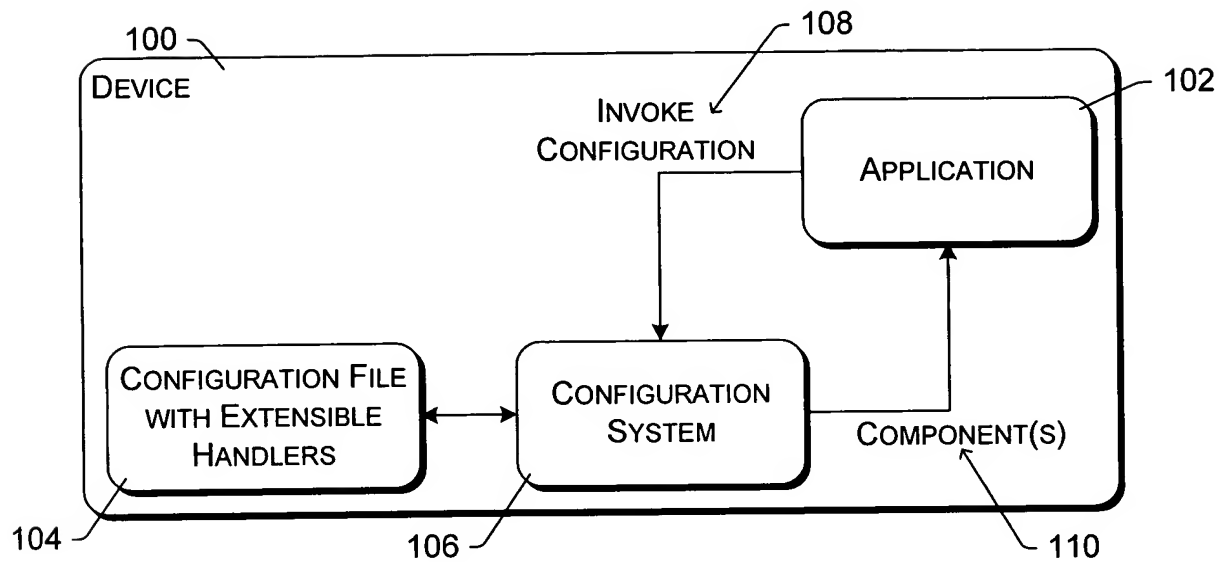 100
108
DEVICE
102
INVOKE
CONFIGURATION
APPLICATION
CONFIGURATION FILE
WITH EXTENSIBLE
HANDLERS
CONFIGURATION
SYSTEM
COMPONENT(S)
104
106
110